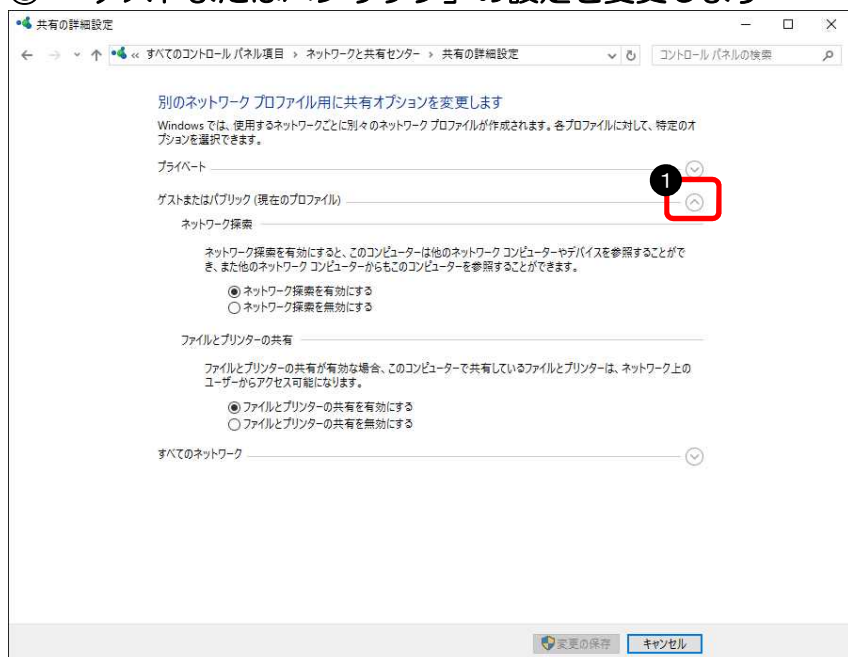 「ゲストまたはパブリック」の設定を変更します
共有の詳細設定
« すべてのコントロール パネル項目 › ネットワークと共有センター › 共有の詳細設定
コントロール パネルの検索
別のネットワーク プロファイル用に共有オプションを変更します
Windows では、使用するネットワークごとに別々のネットワーク プロファイルが作成されます。各プロファイルに対して、特定のオ
プションを選択できます。
プライベート
1
ゲストまたはパブリック (現在のプロファイル)
ネットワーク探索
ネットワーク探索を有効にすると、このコンピューターは他のネットワーク コンピューターやデバイスを参照することがで
き、また他のネットワーク コンピューターからもこのコンピューターを参照することができます。
ネットワーク探索を有効にする
ネットワーク探索を無効にする
ファイルとプリンターの共有
ファイルとプリンターの共有が有効な場合、このコンピューターで共有しているファイルとプリンターは、ネットワーク上の
ユーザーからアクセス可能になります。
ファイルとプリンターの共有を有効にする
ファイルとプリンターの共有を無効にする
すべてのネットワーク
変更の保存
キャンセル